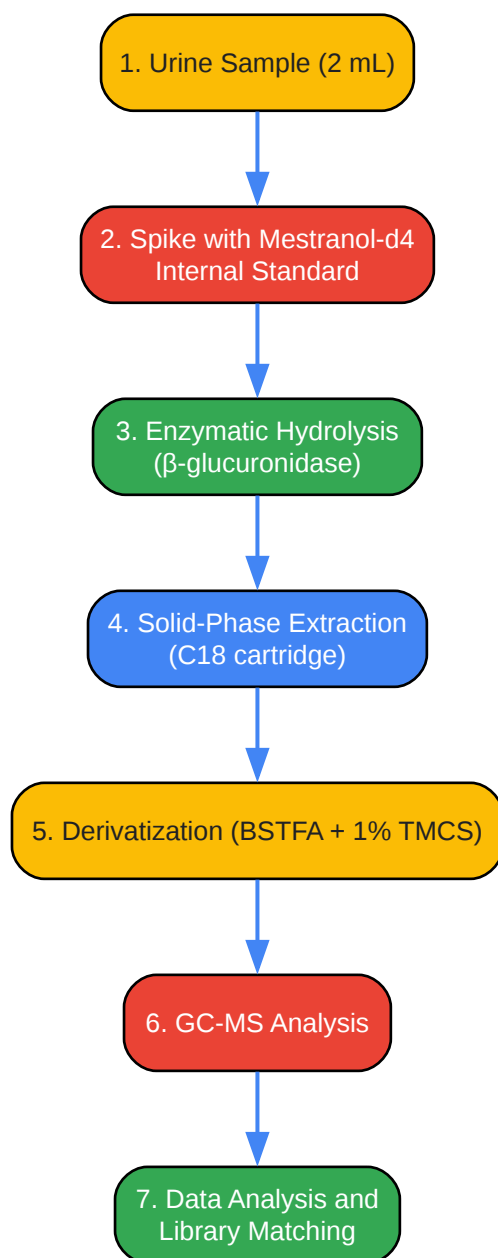 1. Urine Sample (2 mL)
2. Spike with Mestranol-d4
Internal Standard
3. Enzymatic Hydrolysis
(β-glucuronidase)
4. Solid-Phase Extraction
(C18 cartridge)
5. Derivatization (BSTFA + 1% TMCS)
6. GC-MS Analysis
7. Data Analysis and
Library Matching